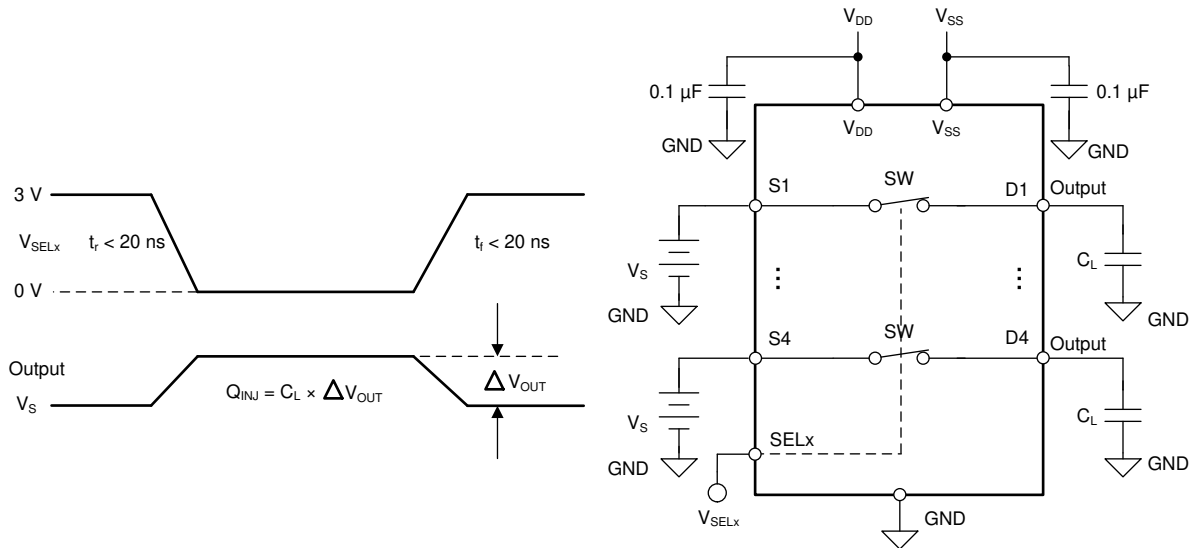 V_DD V_SS
0.1 µF 0.1 µF
V_DD V_SS
GND GND
3 V
V_SELx t_r < 20 ns t_f < 20 ns
0 V
Output
V_S
Q_INJ = C_L × Δ V_OUT
Δ V_OUT
S1 SW D1 Output
V_S C_L
GND GND
⋮ ⋮
S4 SW D4 Output
V_S C_L
GND GND
SELx
V_SELx
GND